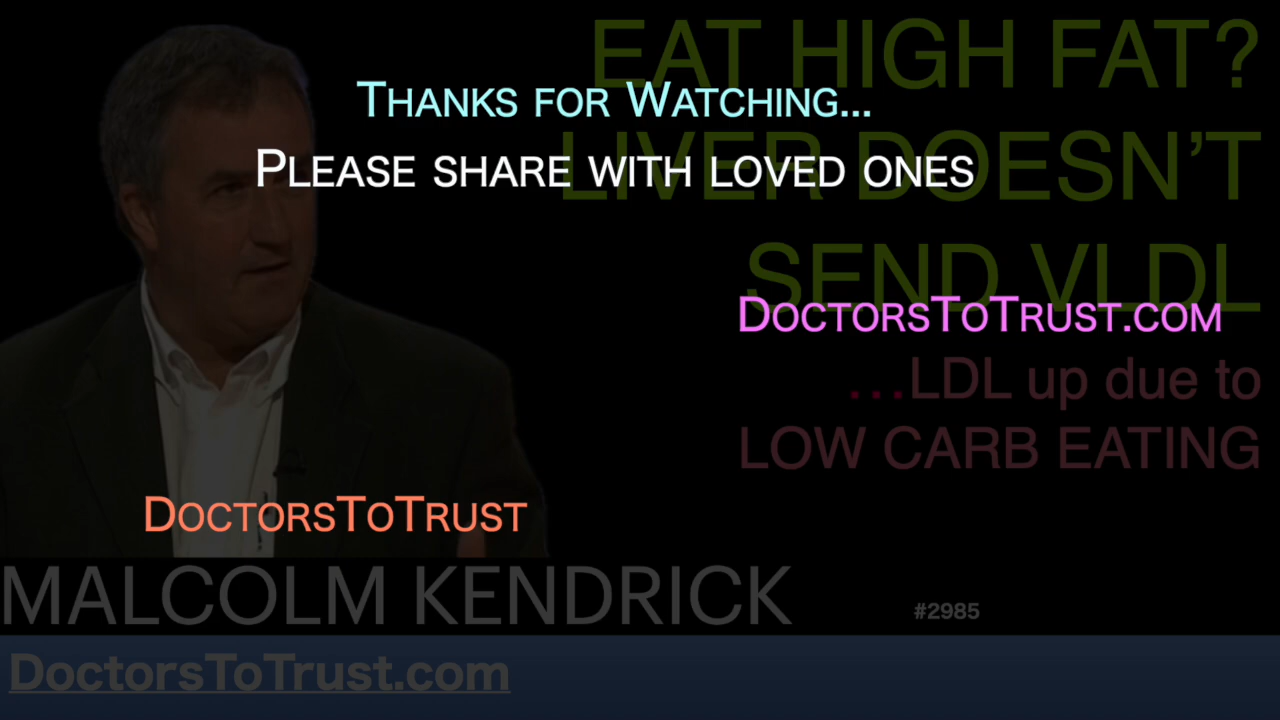 EAT HIGH FAT?
THANKS FOR WATCHING...
PLEASE SHARE WITH LOVED ONES
LIVER DOESN'T
SEND VLDL
DOCTORSTOTRUST.COM
...LDL up due to
LOW CARB EATING
DOCTORSTOTRUST
MALCOLM KENDRICK
#2985
DoctorsToTrust.com